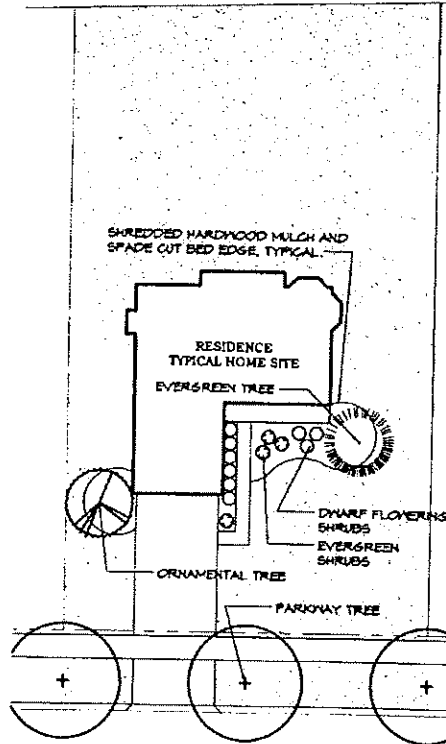 SHREDDED HARDWOOD MULCH AND
SPADE CUT BED EDGE, TYPICAL.
RESIDENCE
TYPICAL HOME SITE
EVERGREEN TREE
DWARF FLOWERING
SHRUBS
EVERGREEN
SHRUBS
ORNAMENTAL TREE
PARKWAY TREE